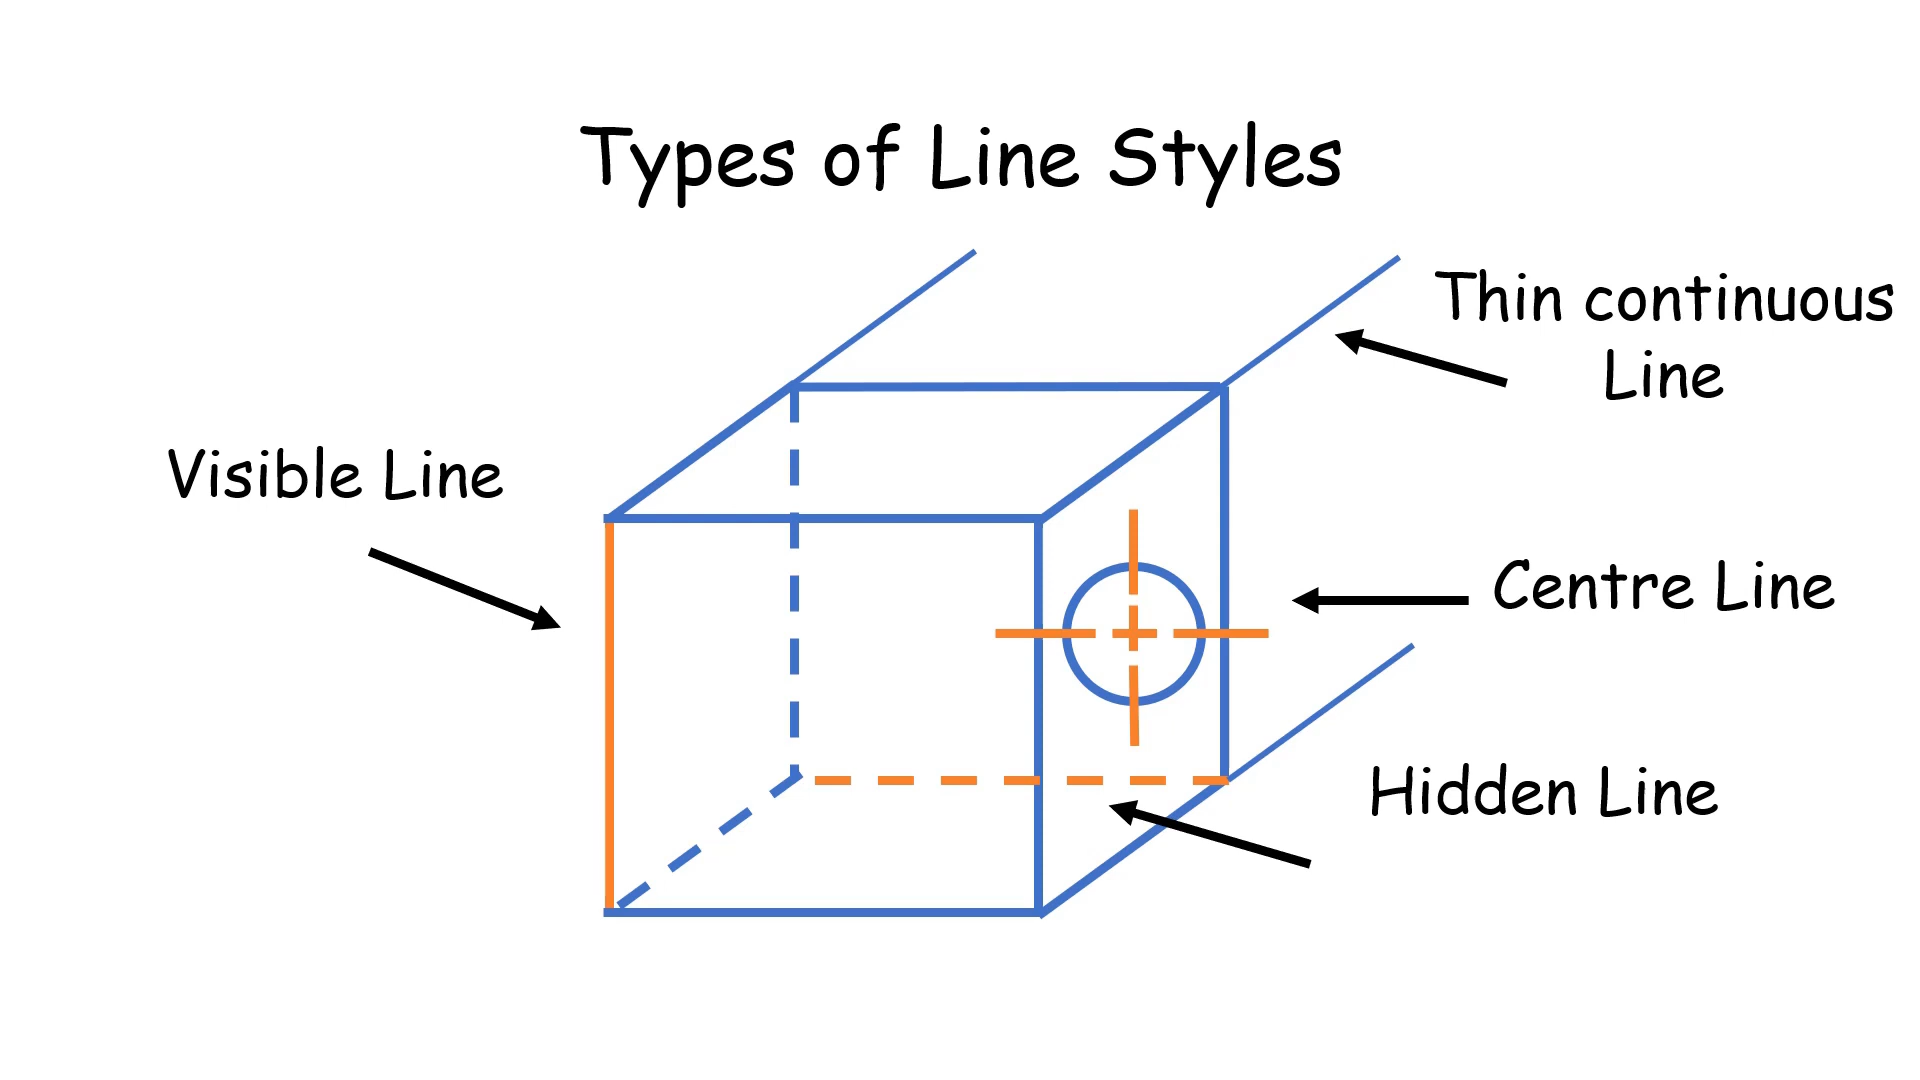 Types of Line Styles
Thin continuous
Line
Visible Line
Centre Line
Hidden Line